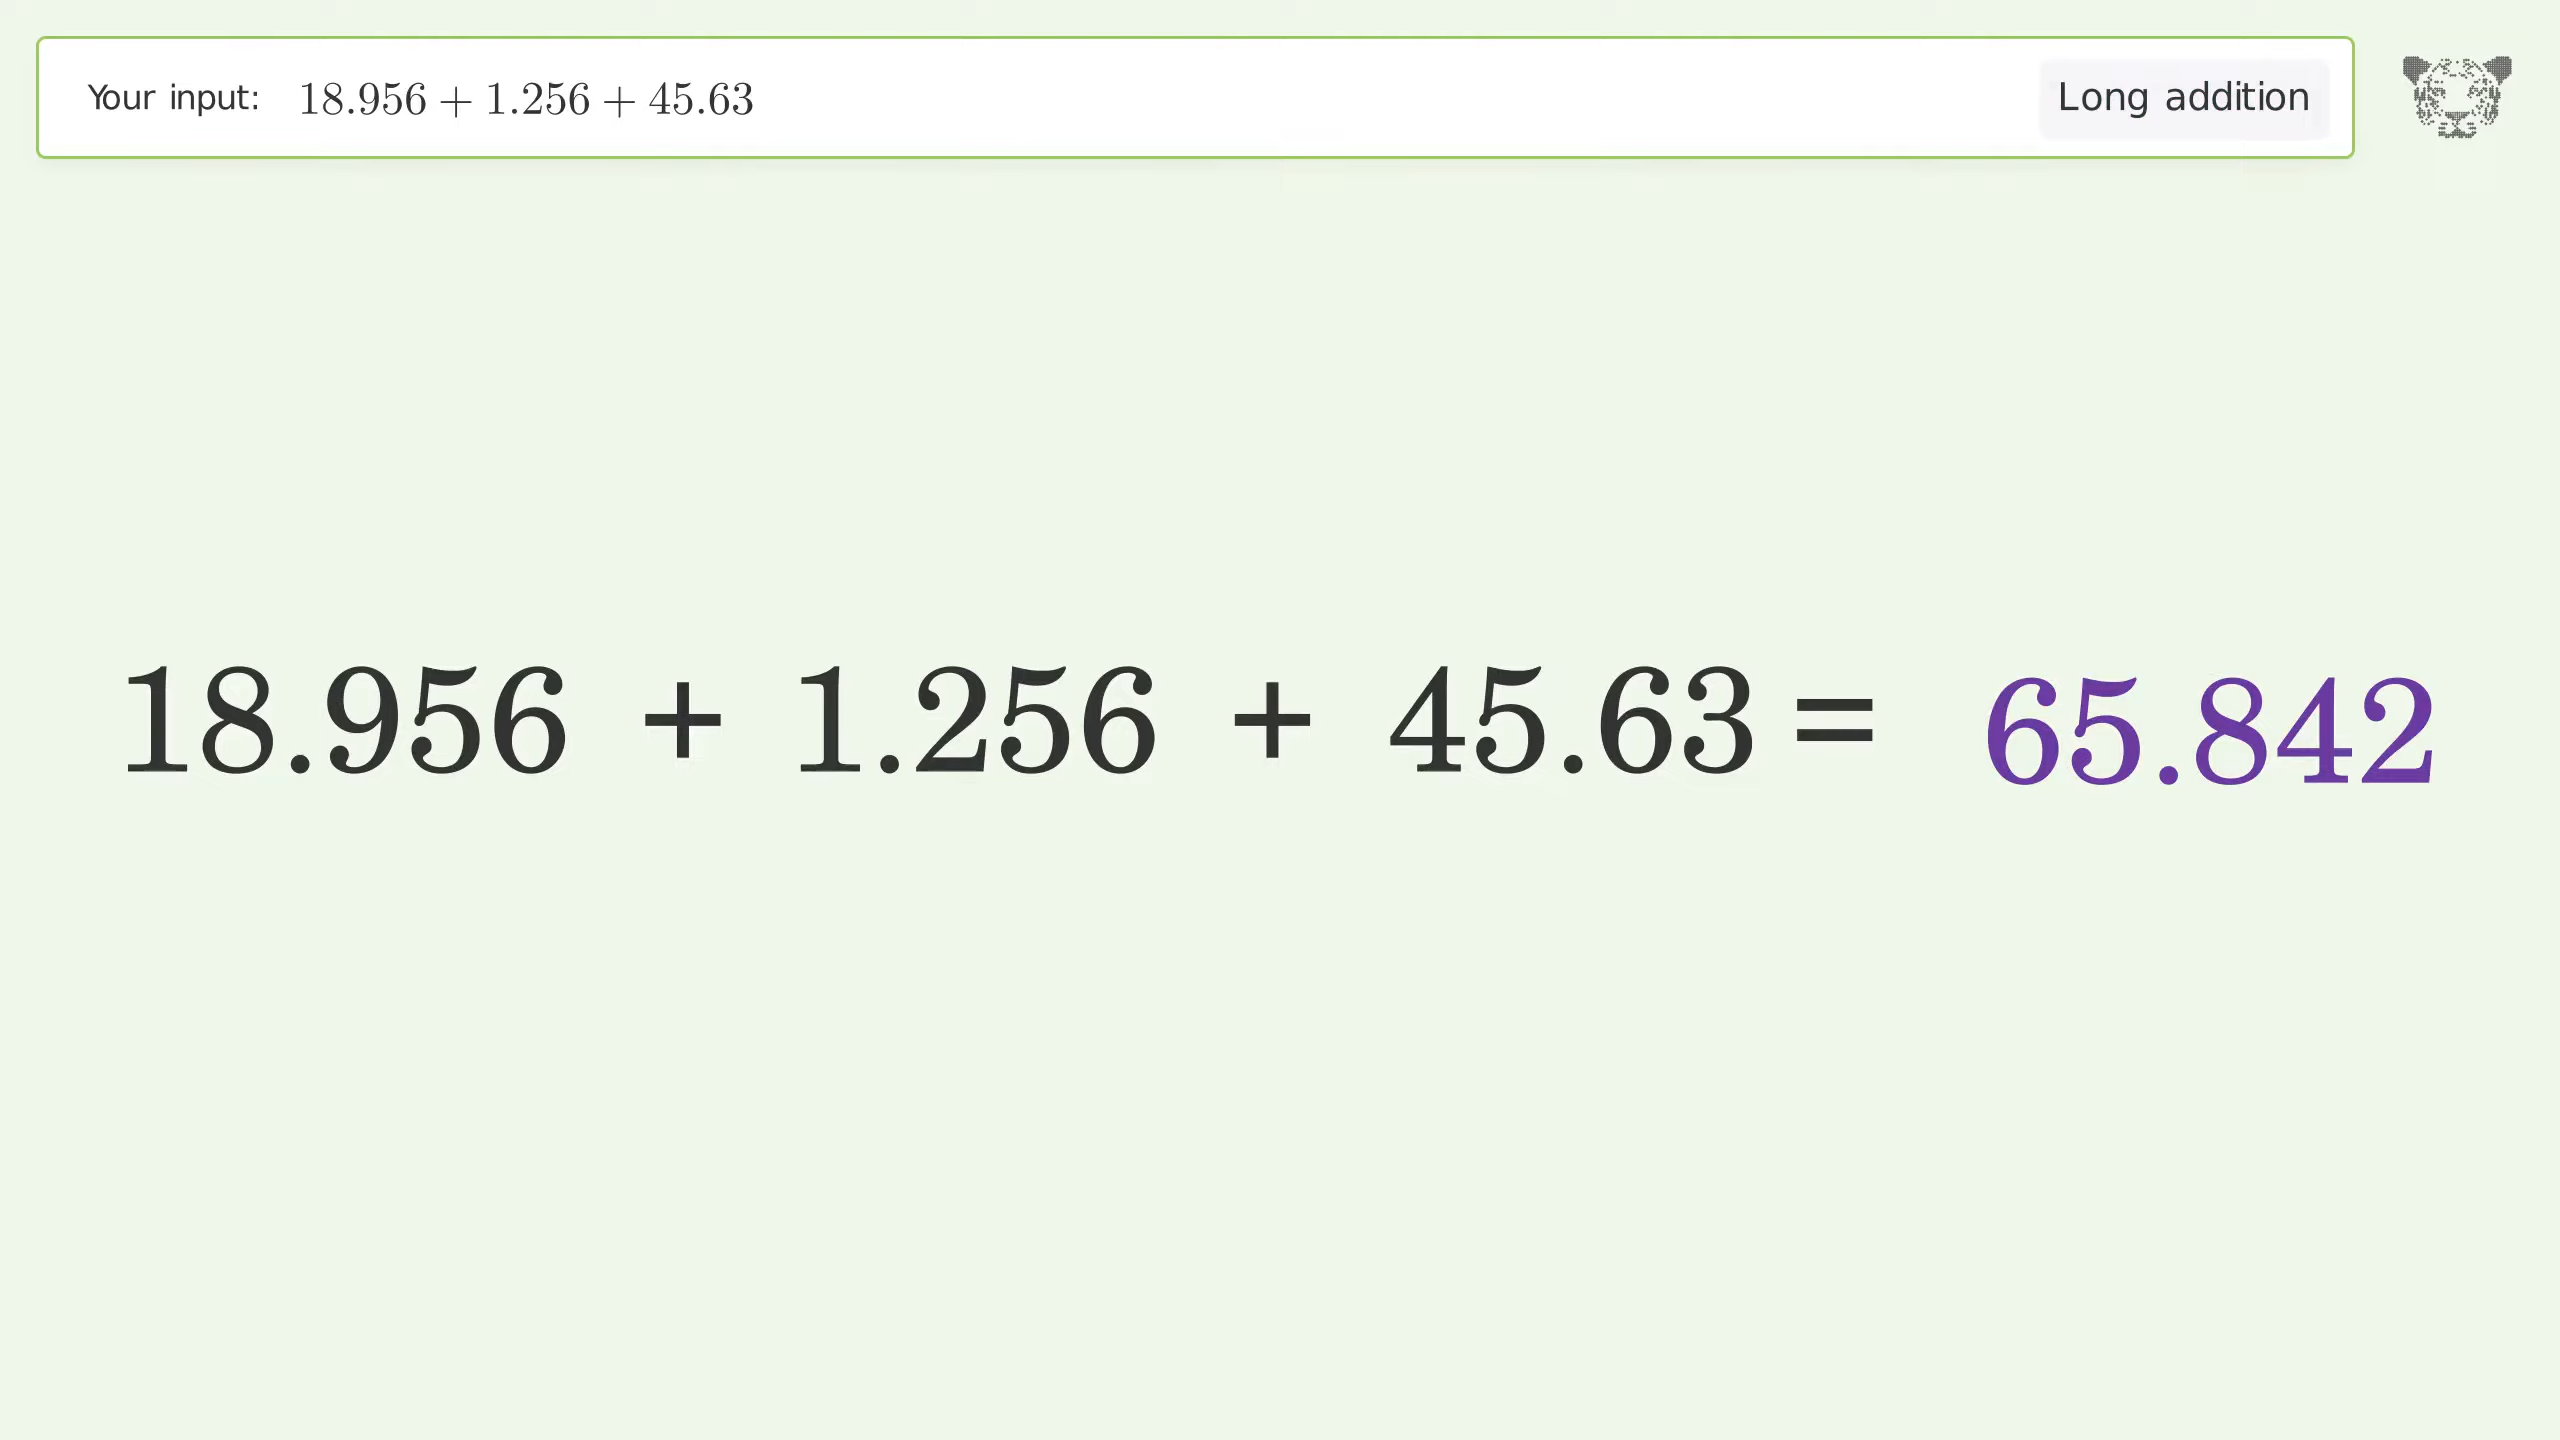 Your input: 18.956 + 1.256 + 45.63 Long addition
18.956 + 1.256 + 45.63 = 65.842